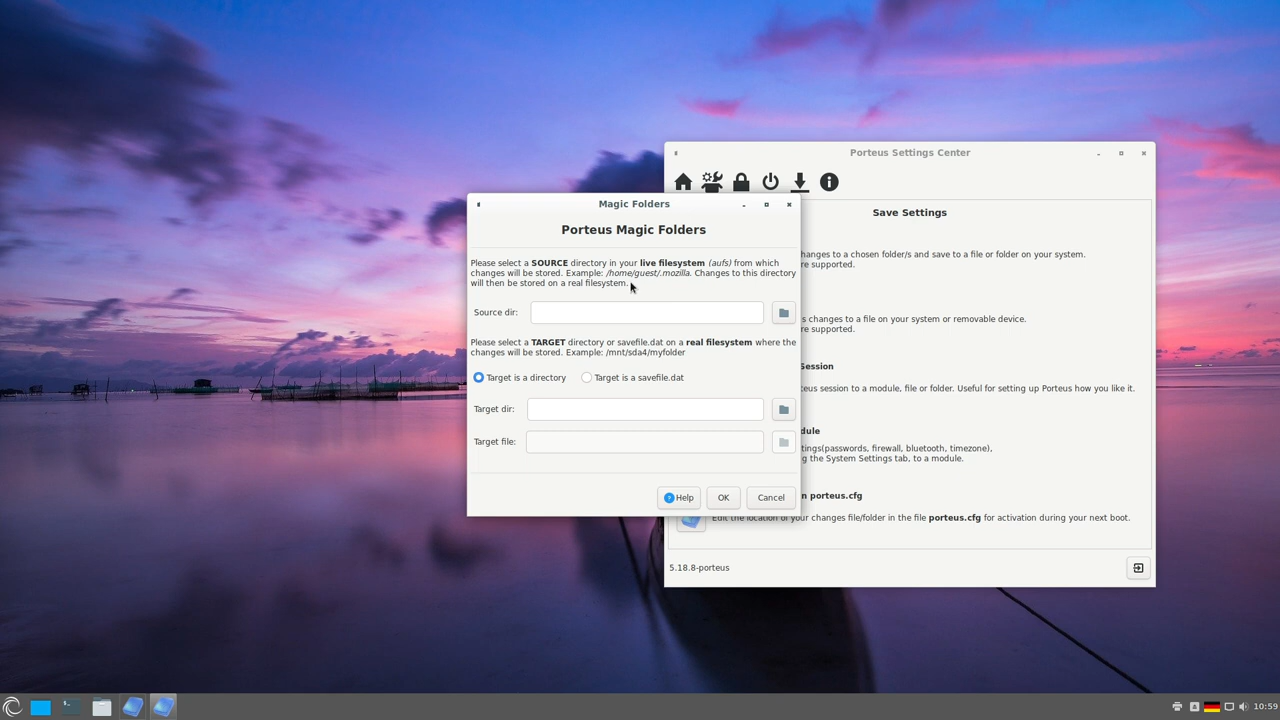 Porteus Settings Center
Save Settings
hanges to a chosen folder/s and save to a file or folder on your system.
re supported.
s changes to a file on your system or removable device.
re supported.
Session
teus session to a module, file or folder. Useful for setting up Porteus how you like it.
dule
tings(passwords, firewall, bluetooth, timezone),
g the System Settings tab, to a module.
n porteus.cfg
Edit the location of your changes file/folder in the file porteus.cfg for activation during your next boot.
5.18.8-porteus
Magic Folders
Porteus Magic Folders
Please select a SOURCE directory in your live filesystem (aufs) from which
changes will be stored. Example: /home/guest/.mozilla. Changes to this directory
will then be stored on a real filesystem.
Source dir:
Please select a TARGET directory or savefile.dat on a real filesystem where the
changes will be stored. Example: /mnt/sda4/myfolder
Target is a directory
Target is a savefile.dat
Target dir:
Target file:
? Help
OK
Cancel
A
10:59